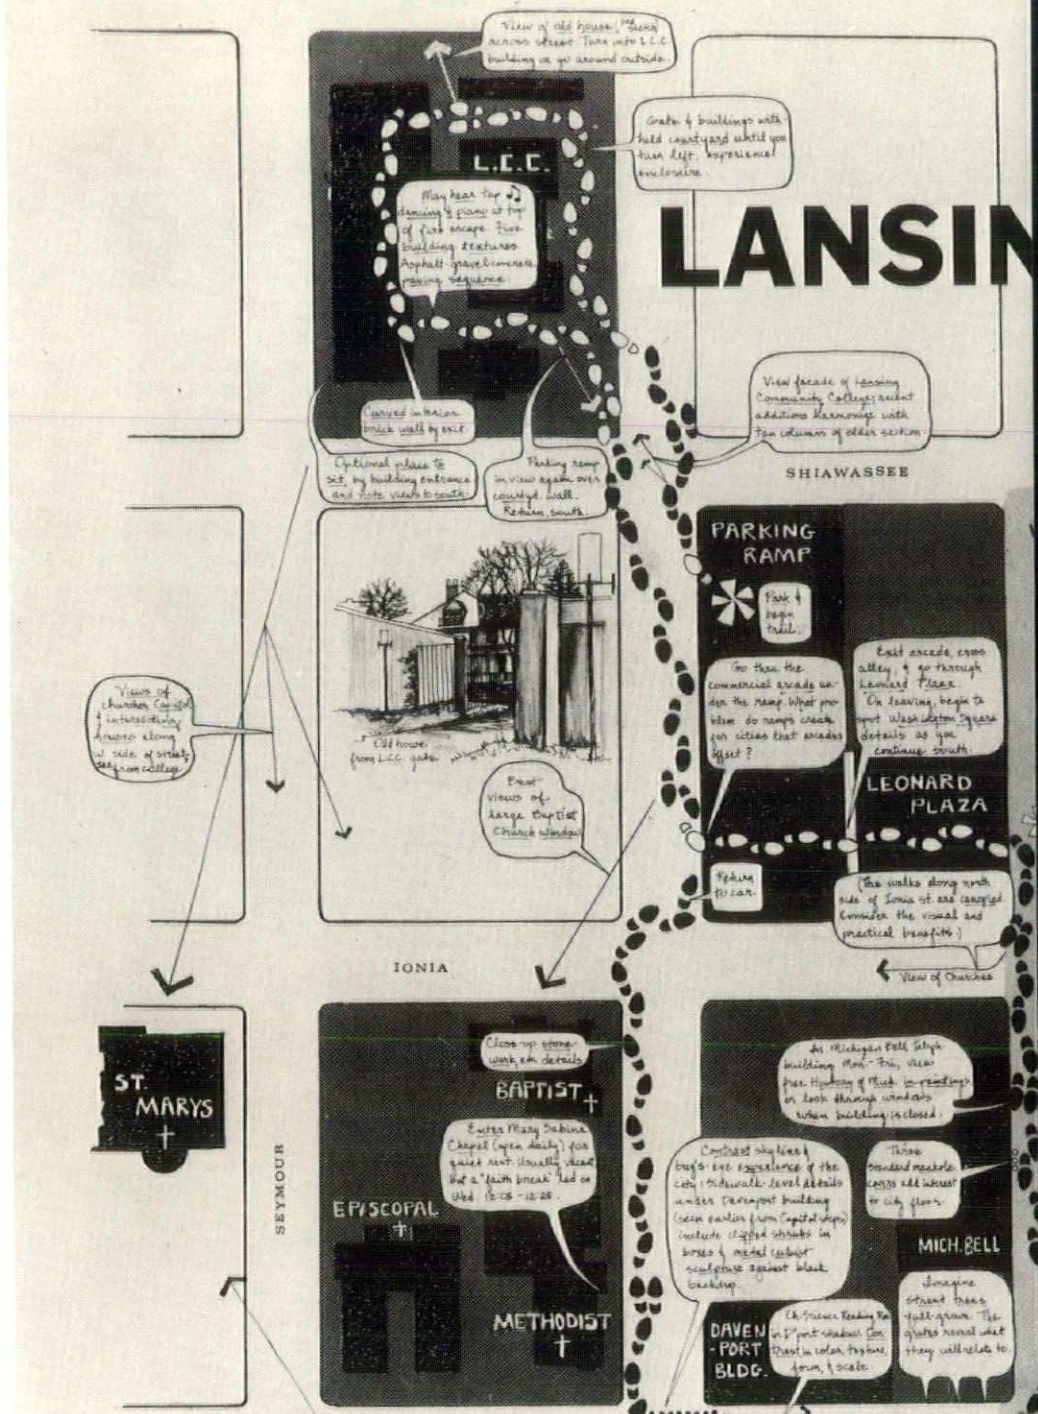 View of old house, (see sketch)
across street. Turn into L.C.C.
building or go around outside.
Gate & buildings with-
hold courtyard until you
turn left, experience
enclosure.
L.C.C.
May hear tap
dancing & piano at top
of fire escape. Five
building textures.
Asphalt-gravel-concrete
paving sequence.
LANSIN
View facade of Lansing
Community College; recent
additions harmonize with
tan columns of older section.
Curved interior
brick wall by exit.
Optional place to
sit, by building entrance
and note views to south.
Parking ramp
in view again over
courtyd. wall.
Return south.
SHIAWASSEE
PARKING
RAMP
Park &
begin
trail.
Go thru the
commercial arcade un-
der the ramp. What pro-
blem do ramps create
for cities that arcades
offset?
Exit arcade, cross
alley, & go through
Leonard Plaza.
On leaving, begin to
spot Washington Square
details as you
continue south.
Views of
churches, Capitol
& interesting
houses along
w. side of street,
see from college
Old house
from L.C.C. gate
Best
views of
large Baptist
Church window
LEONARD
PLAZA
Return
to car.
(The walks along north
side of Ionia st. are canopied.
Consider the visual and
practical benefits.)
View of Churches
IONIA
ST.
MARYS
Close-up stone-
work, etc. details
BAPTIST
In Michigan Bell Teleph.
building Mon-Fri, view
free History of Mich. in paintings
or look through windows
when building is closed.
Enter Mary Sabine
Chapel (open daily) for
quiet rest. Usually vacant
but a "faith break" led on
Wed. 12:05-12:25.
Contrast skyline &
bug's-eye experience of the
city: Sidewalk-level details
under Davenport building
(seen earlier from Capitol steps)
include clipped shrubs in
boxes & metal cubist
sculpture against black
backdrop.
Three
standard manhole
covers add interest
to city floor.
SEYMOUR
EPISCOPAL
METHODIST
MICH. BELL
DAVEN
-PORT
BLDG.
Ch. Science Reading Rm
in D'port shadow. Con-
trast in color, texture,
form, & scale.
Imagine
street trees
full-grown. The
grates reveal what
they will relate to.